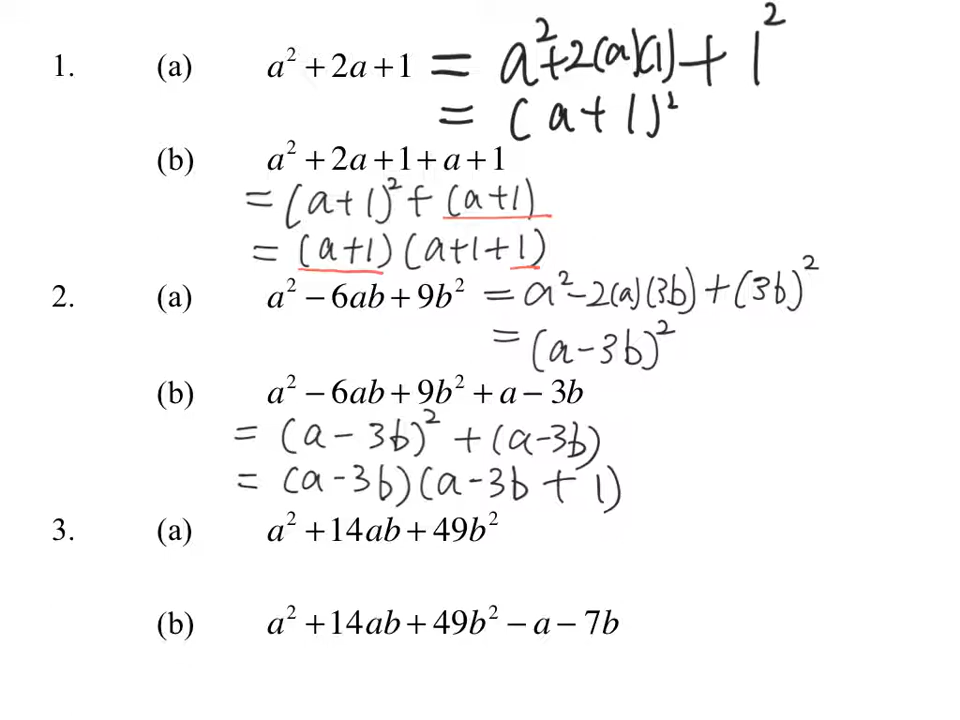 1. (a) a² + 2a + 1 = a² + 2(a)(1) + 1²
= (a + 1)²
(b) a² + 2a + 1 + a + 1
= (a+1)² + (a+1)
= (a+1)(a+1+1)
2. (a) a² − 6ab + 9b² = a² − 2(a)(3b) + (3b)²
= (a − 3b)²
(b) a² − 6ab + 9b² + a − 3b
= (a − 3b)² + (a − 3b)
= (a − 3b)(a − 3b + 1)
3. (a) a² + 14ab + 49b²
(b) a² + 14ab + 49b² − a − 7b